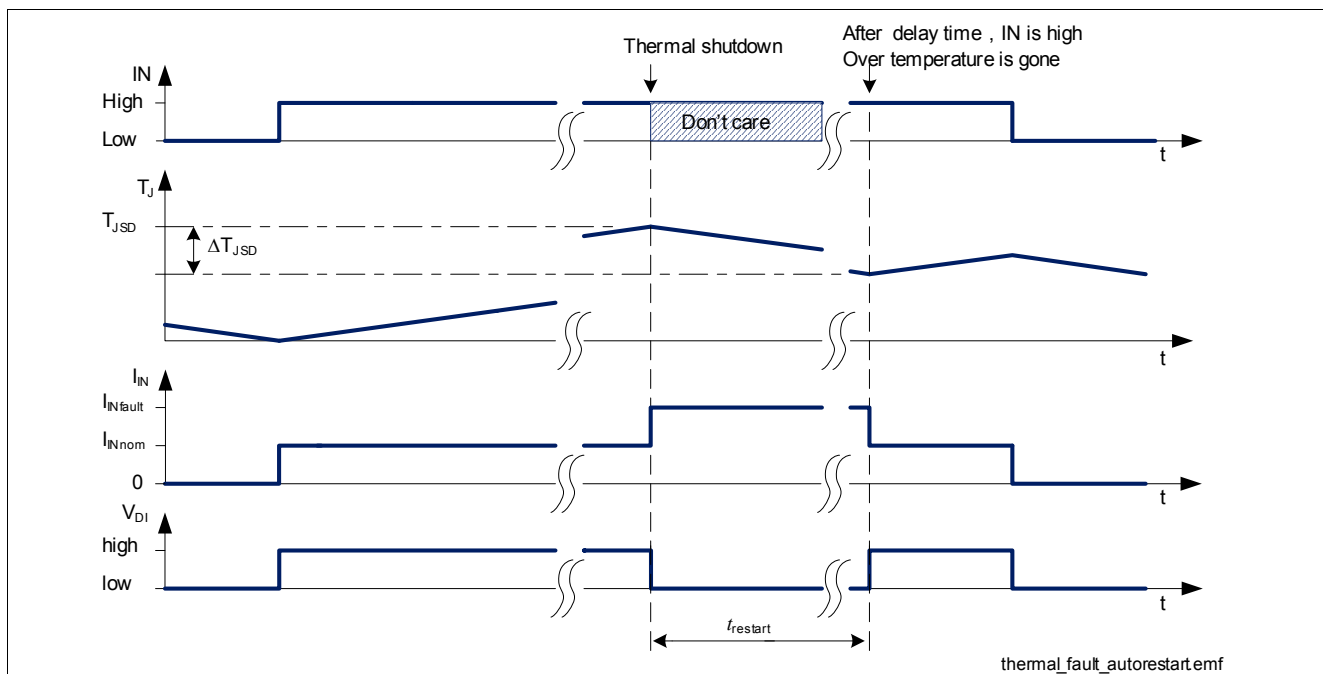 Thermal shutdown
After delay time , IN is high
Over temperature is gone
IN
High
Don't care
Low
t
TJ
TJSD
ΔTJSD
t
IIN
IINfault
IINnom
0
t
VDI
high
low
t
trestart
thermal_fault_autorestart.emf